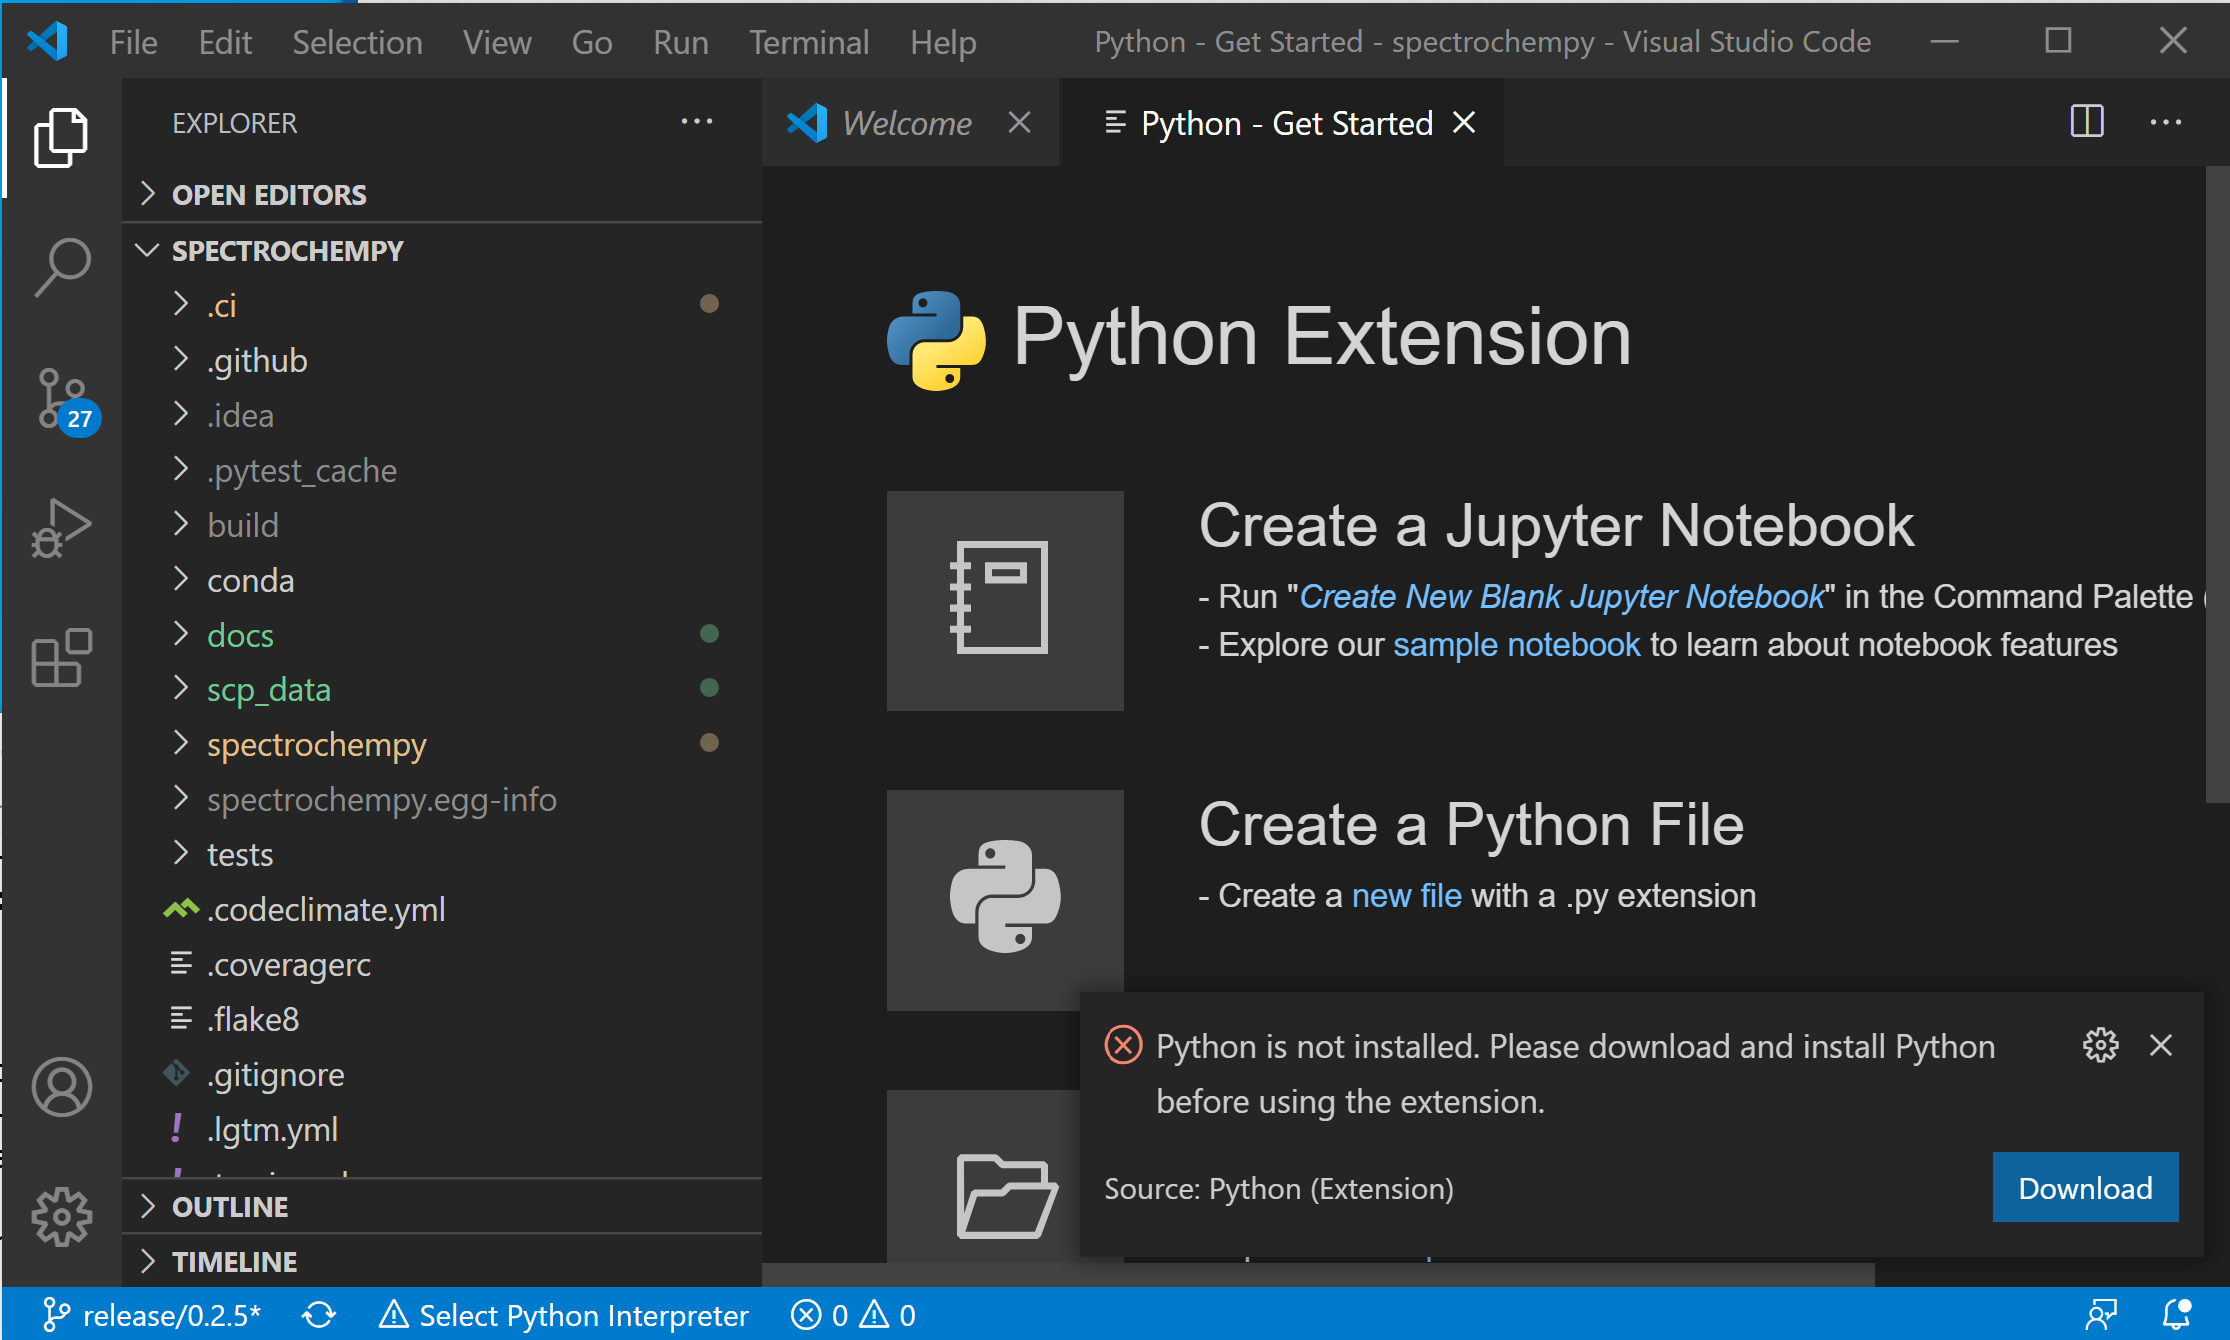 File Edit Selection View Go Run Terminal Help Python - Get Started - spectrochempy - Visual Studio Code
EXPLORER
Welcome
Python - Get Started
OPEN EDITORS
SPECTROCHEMPY
.ci
.github
.idea
.pytest_cache
build
conda
docs
scp_data
spectrochempy
spectrochempy.egg-info
tests
.codeclimate.yml
.coveragerc
.flake8
.gitignore
.lgtm.yml
OUTLINE
TIMELINE
27
Python Extension
Create a Jupyter Notebook
- Run "Create New Blank Jupyter Notebook" in the Command Palette (
- Explore our sample notebook to learn about notebook features
Create a Python File
- Create a new file with a .py extension
Python is not installed. Please download and install Python
before using the extension.
Source: Python (Extension)
Download
release/0.2.5* Select Python Interpreter 0 0